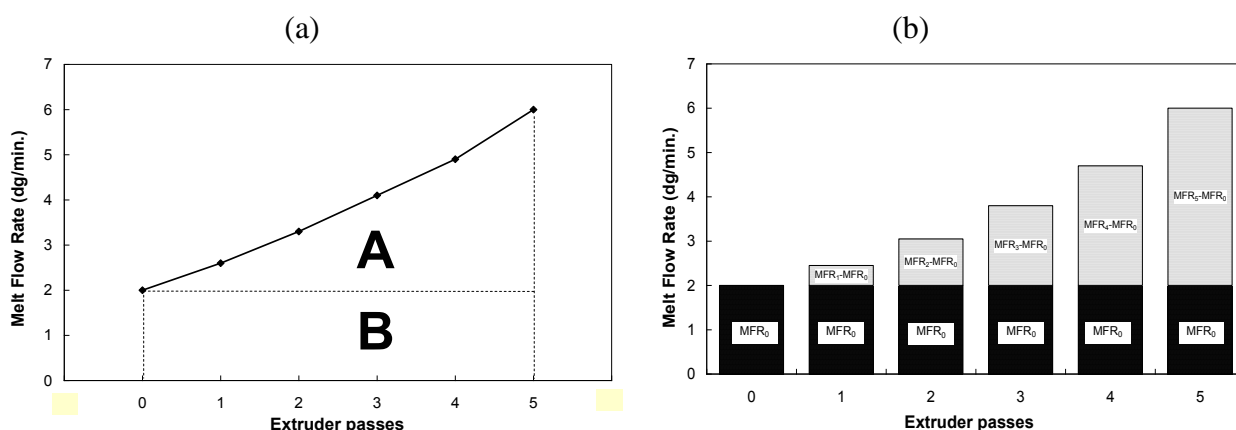 (a)
7
6
5
4
3
2
1
0
Melt Flow Rate (dg/min.)
A
B
0 1 2 3 4 5
Extruder passes
(b)
7
6
5
4
3
2
1
0
Melt Flow Rate (dg/min.)
MFR5-MFR0
MFR4-MFR0
MFR3-MFR0
MFR2-MFR0
MFR1-MFR0
MFR0 MFR0 MFR0 MFR0 MFR0 MFR0
0 1 2 3 4 5
Extruder passes